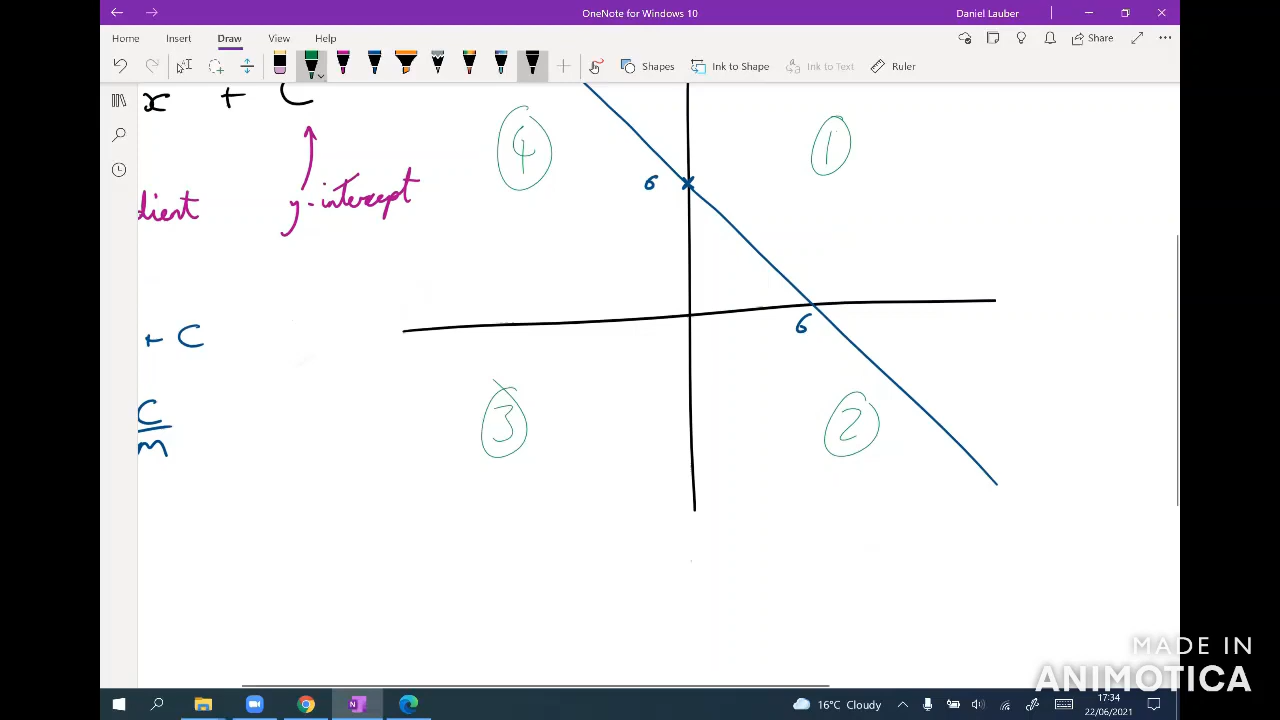 OneNote for Windows 10
Daniel Lauber
Home Insert Draw View Help
Share
Shapes Ink to Shape Ink to Text Ruler
x + C
4
1
6
dient y-intercept
+ C
6
C
m
3
2
MADE IN
ANIMOTICA
16°C Cloudy
17:34
22/06/2021